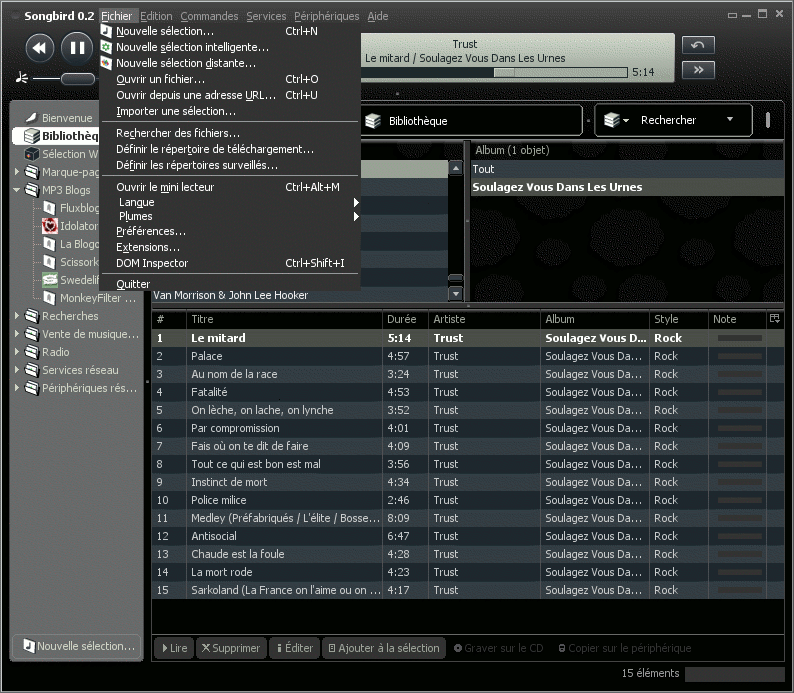 Songbird 0.2 Fichier Edition Commandes Services Périphériques Aide
Nouvelle sélection... Ctrl+N
Nouvelle sélection intelligente...
Nouvelle sélection distante...
Ouvrir un fichier... Ctrl+O
Ouvrir depuis une adresse URL... Ctrl+U
Importer une sélection...
Rechercher des fichiers...
Définir le répertoire de téléchargement...
Définir les répertoires surveillés...
Ouvrir le mini lecteur Ctrl+Alt+M
Langue
Plumes
Préférences...
Extensions...
DOM Inspector Ctrl+Shift+I
Quitter
Trust
Le mitard / Soulagez Vous Dans Les Urnes
5:14
Bibliothèque
Rechercher
Bienvenue
Bibliothèq
Sélection W
Marque-pag
MP3 Blogs
Fluxblog
Idolator
La Blogo
Scissork
Swedelif
MonkeyFilter ...
Recherches
Vente de musique...
Radio
Services réseau
Périphériques rés...
Nouvelle sélection...
Van Morrison & John Lee Hooker
Album (1 objet)
Tout
Soulagez Vous Dans Les Urnes
# Titre Durée Artiste Album Style Note
1 Le mitard 5:14 Trust Soulagez Vous D... Rock
2 Palace 4:57 Trust Soulagez Vous Da... Rock
3 Au nom de la race 3:24 Trust Soulagez Vous Da... Rock
4 Fatalité 4:53 Trust Soulagez Vous Da... Rock
5 On lèche, on lache, on lynche 3:52 Trust Soulagez Vous Da... Rock
6 Par compromission 4:01 Trust Soulagez Vous Da... Rock
7 Fais où on te dit de faire 4:09 Trust Soulagez Vous Da... Rock
8 Tout ce qui est bon est mal 3:56 Trust Soulagez Vous Da... Rock
9 Instinct de mort 4:34 Trust Soulagez Vous Da... Rock
10 Police milice 2:46 Trust Soulagez Vous Da... Rock
11 Medley (Préfabriqués / L'élite / Bosse... 8:09 Trust Soulagez Vous Da... Rock
12 Antisocial 6:47 Trust Soulagez Vous Da... Rock
13 Chaude est la foule 4:28 Trust Soulagez Vous Da... Rock
14 La mort rode 4:23 Trust Soulagez Vous Da... Rock
15 Sarkoland (La France on l'aime ou on ... 4:17 Trust Soulagez Vous Da... Rock
Lire Supprimer Éditer Ajouter à la sélection Graver sur le CD Copier sur le périphérique
15 éléments